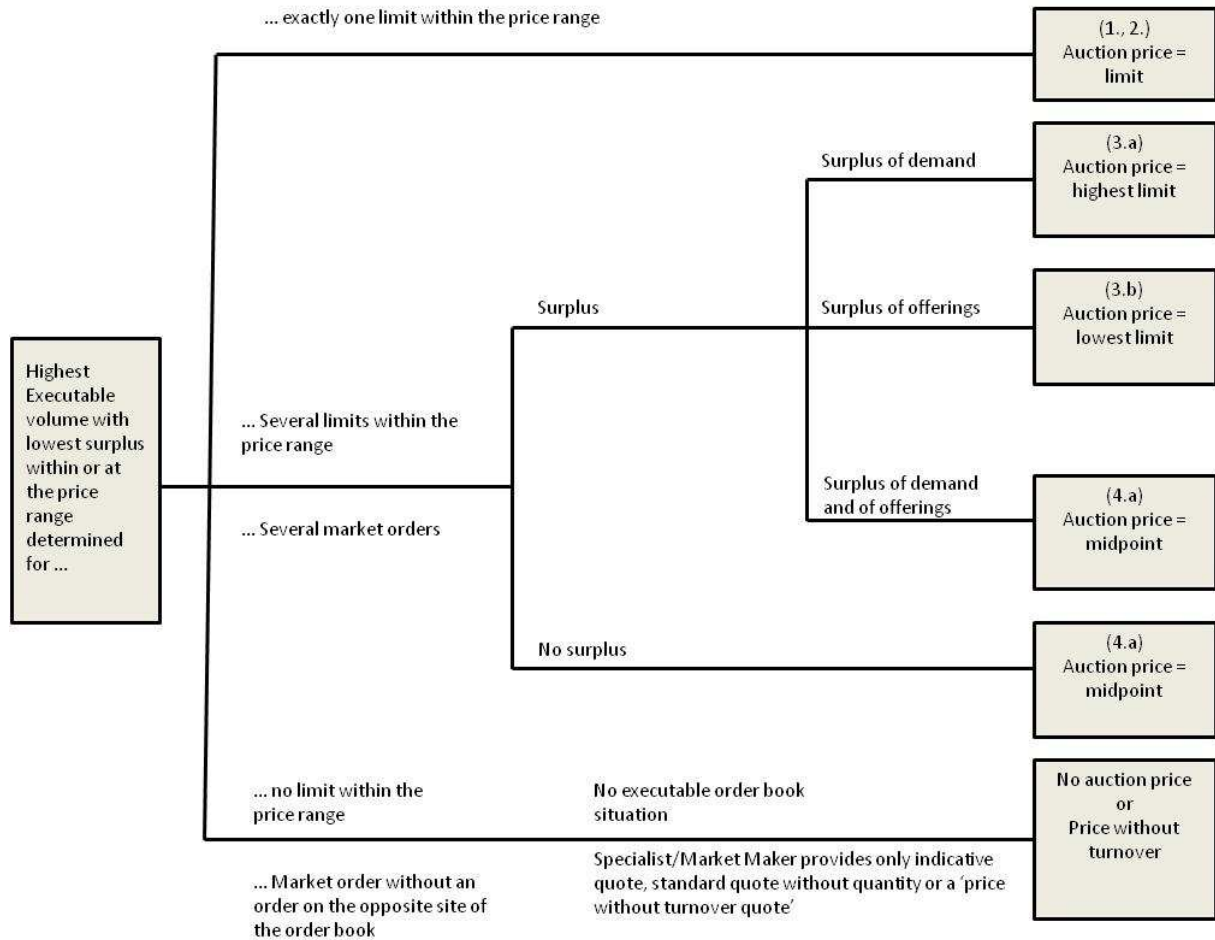 ... exactly one limit within the price range
(1., 2.)
Auction price =
limit
(3.a)
Auction price =
highest limit
Surplus of demand
(3.b)
Auction price =
lowest limit
Surplus
Surplus of offerings
Highest
Executable
volume with
lowest surplus
within or at
the price
range
determined
for ...
... Several limits within the
price range
... Several market orders
Surplus of demand
and of offerings
(4.a)
Auction price =
midpoint
No surplus
(4.a)
Auction price =
midpoint
... no limit within the
price range
No executable order book
situation
No auction price
or
Price without
turnover
... Market order without an
order on the opposite site of
the order book
Specialist/Market Maker provides only indicative
quote, standard quote without quantity or a ‘price
without turnover quote’